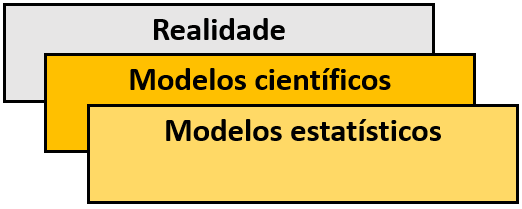 Realidade
Modelos científicos
Modelos estatísticos